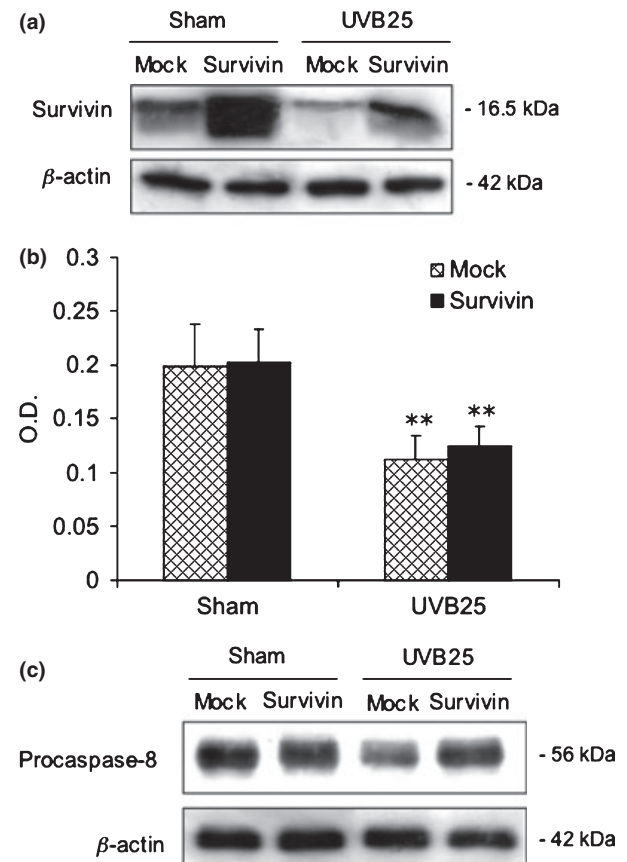 (a)
Sham UVB25
Mock Survivin Mock Survivin
Survivin - 16.5 kDa
β-actin - 42 kDa
(b)
0.3
0.25
0.2
0.15
0.1
0.05
0
O.D.
Mock
Survivin
** **
Sham UVB25
(c)
Sham UVB25
Mock Survivin Mock Survivin
Procaspase-8 - 56 kDa
β-actin - 42 kDa